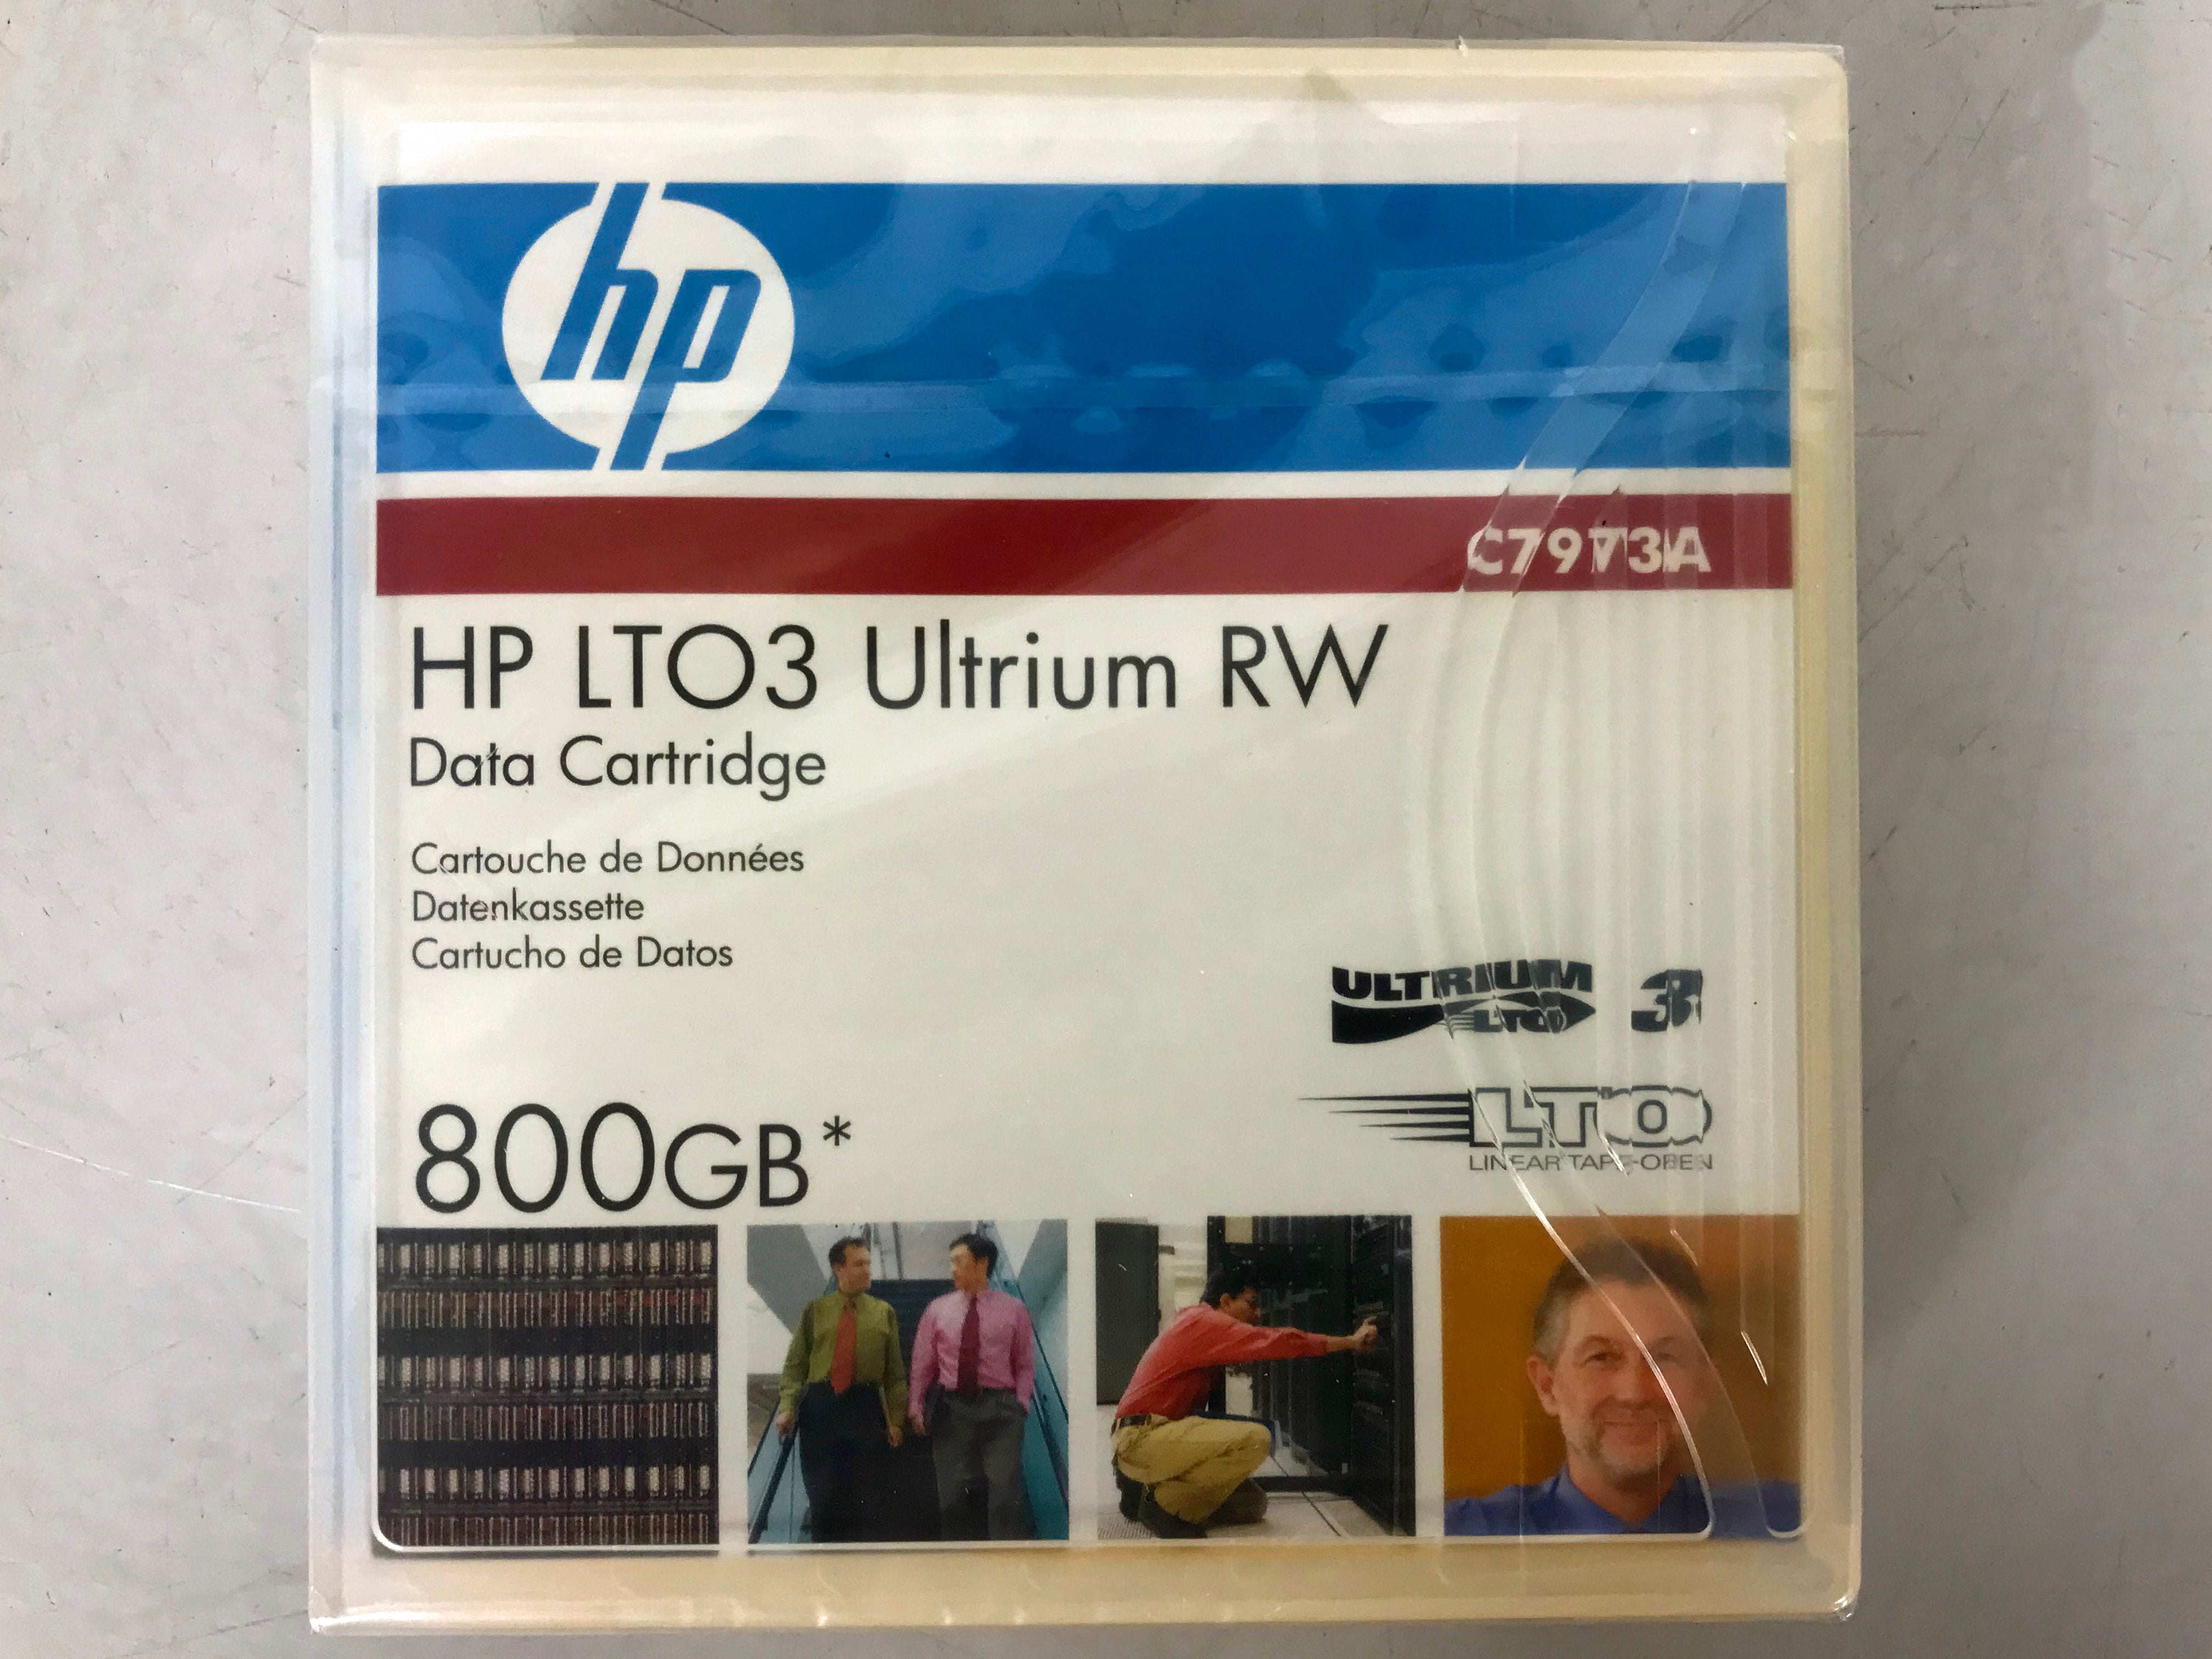 hp
C7973A
HP LTO3 Ultrium RW
Data Cartridge
Cartouche de Données
Datenkassette
Cartucho de Datos
ULTRIUM 3
LTO
800GB*
LTO
LINEAR TAPE-OPEN